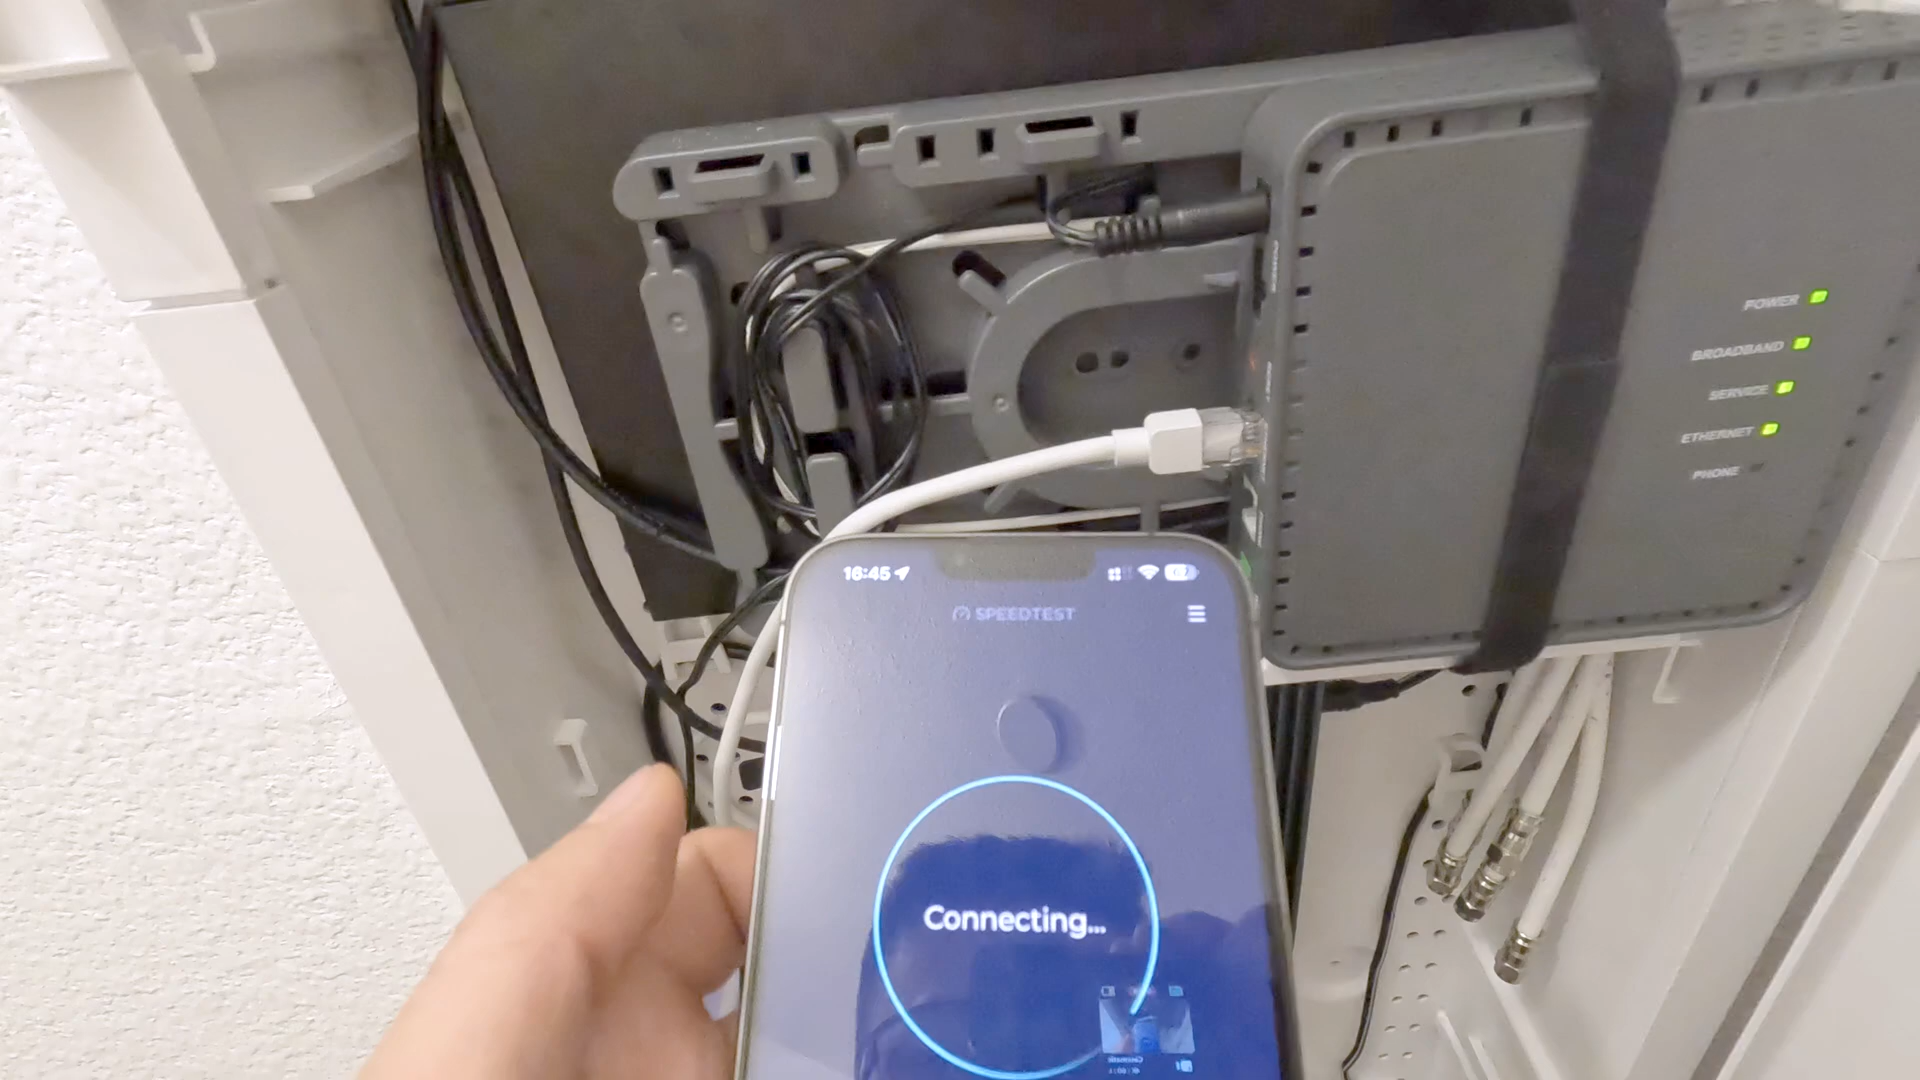 POWER
BROADBAND
SERVICE
ETHERNET
PHONE
16:45
SPEEDTEST
Connecting...